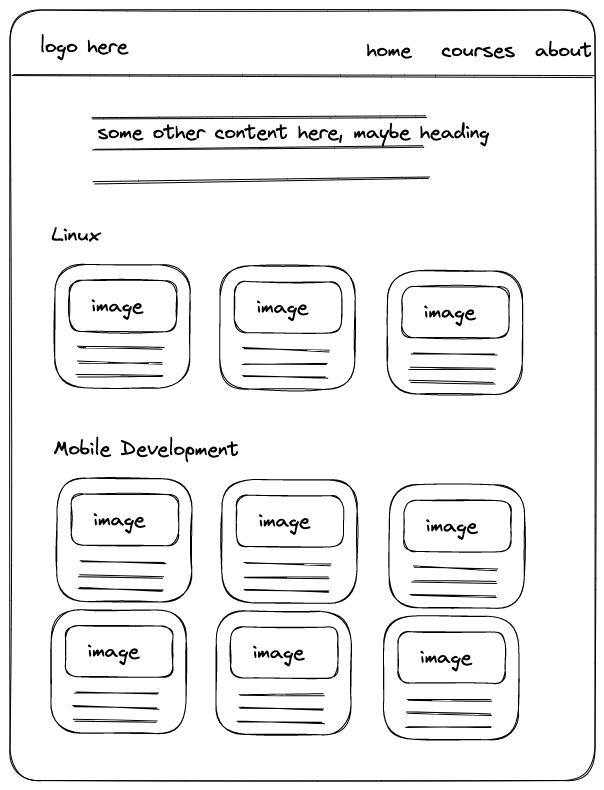 logo here home courses about
some other content here, maybe heading
Linux
image image image
Mobile Development
image image image
image image image